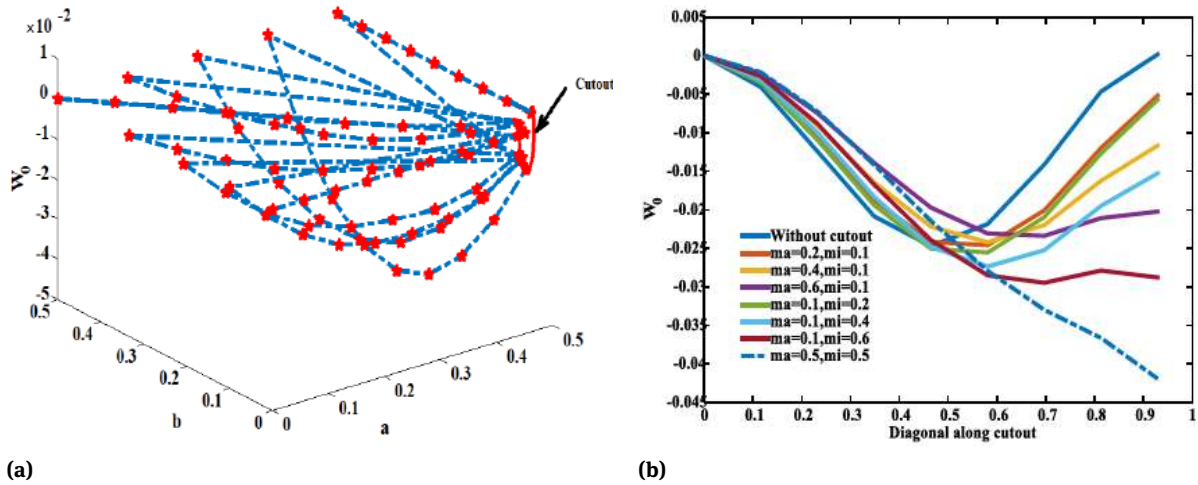 ×10⁻²
1
0
-1
-2
-3
-4
-5
W₀
0.5
0.4
0.3
0.2
0.1
0
b
0
0.1
0.2
0.3
0.4
0.5
a
Cutout
(a)
0.005
0
-0.005
-0.01
-0.015
-0.02
-0.025
-0.03
-0.035
-0.04
-0.045
W₀
Without cutout
ma=0.2,mi=0.1
ma=0.4,mi=0.1
ma=0.6,mi=0.1
ma=0.1,mi=0.2
ma=0.1,mi=0.4
ma=0.1,mi=0.6
ma=0.5,mi=0.5
0 0.1 0.2 0.3 0.4 0.5 0.6 0.7 0.8 0.9 1
Diagonal along cutout
(b)